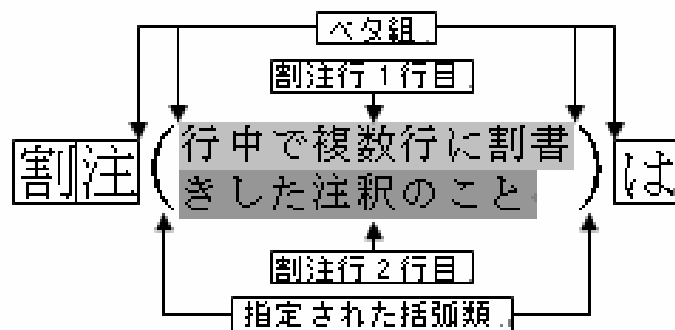 ベタ組
割注行1行目
割注(行中で複数行に割書
きした注釈のこと)は
割注行2行目
指定された括弧類